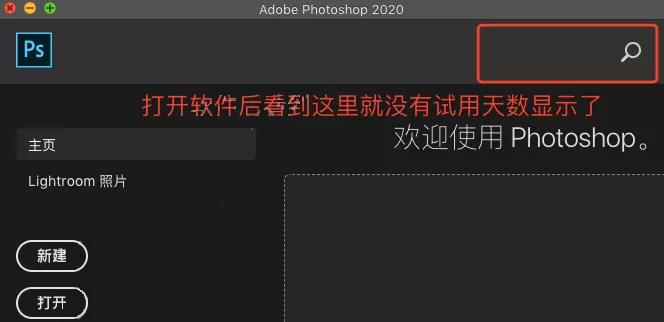 Adobe Photoshop 2020
Ps
打开软件后看到这里就没有试用天数显示了
欢迎使用 Photoshop。
主页
Lightroom 照片
新建
打开